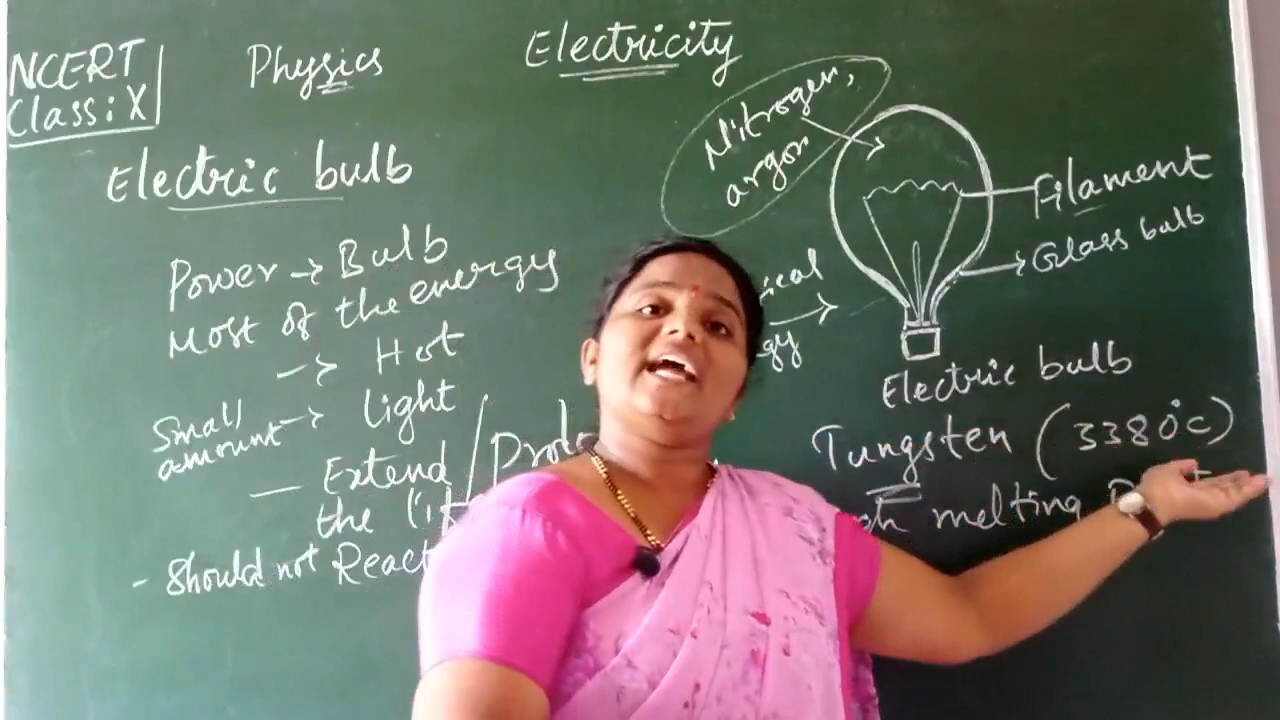 NCERT
Class: X
Physics
Electricity
Electric bulb
Power → Bulb
Most of the energy
→ Hot
Small
amount → light
— Extend
the
- Should not React
Nitrogen,
argon
Filament
Glass bulb
Electric bulb
Tungsten (3380°C)
melting